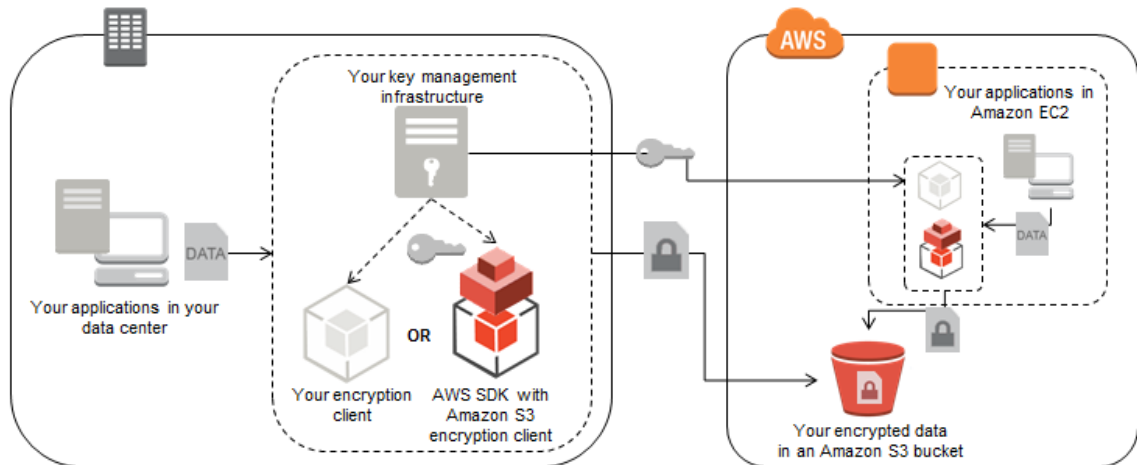 AWS
Your key management
infrastructure
Your applications in
Amazon EC2
DATA
DATA
Your applications in your
data center
OR
Your encryption
client
AWS SDK with
Amazon S3
encryption client
Your encrypted data
in an Amazon S3 bucket